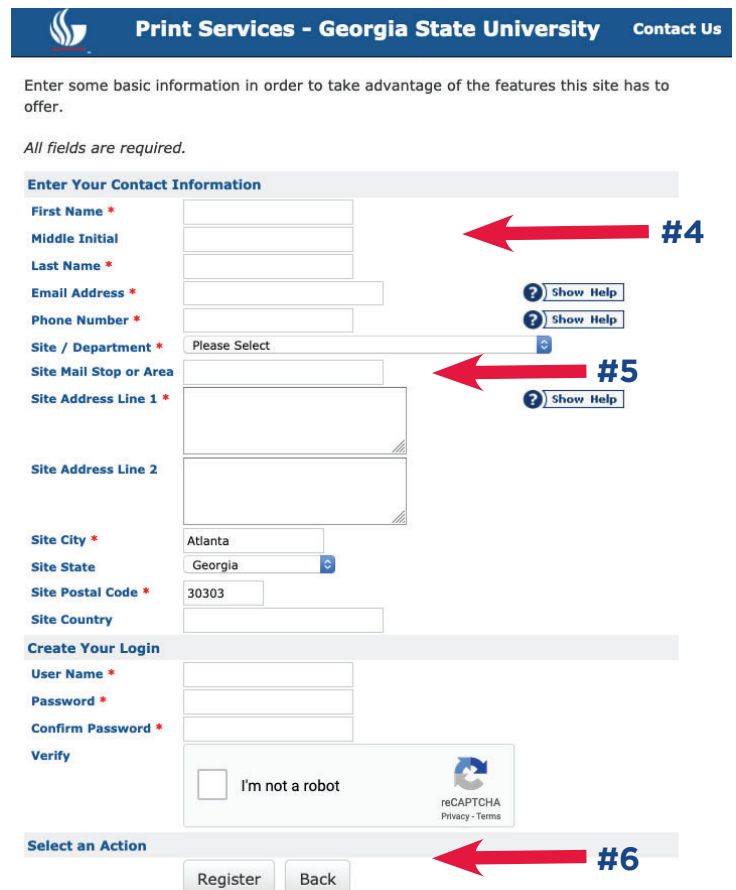 Print Services - Georgia State University Contact Us
Enter some basic information in order to take advantage of the features this site has to
offer.
All fields are required.
Enter Your Contact Information
First Name *
#4
Middle Initial
Last Name *
Email Address * ? Show Help
Phone Number * ? Show Help
Site / Department * Please Select
Site Mail Stop or Area #5
Site Address Line 1 * ? Show Help
Site Address Line 2
Site City * Atlanta
Site State Georgia
Site Postal Code * 30303
Site Country
Create Your Login
User Name *
Password *
Confirm Password *
Verify
I'm not a robot
reCAPTCHA
Privacy - Terms
Select an Action
#6
Register Back